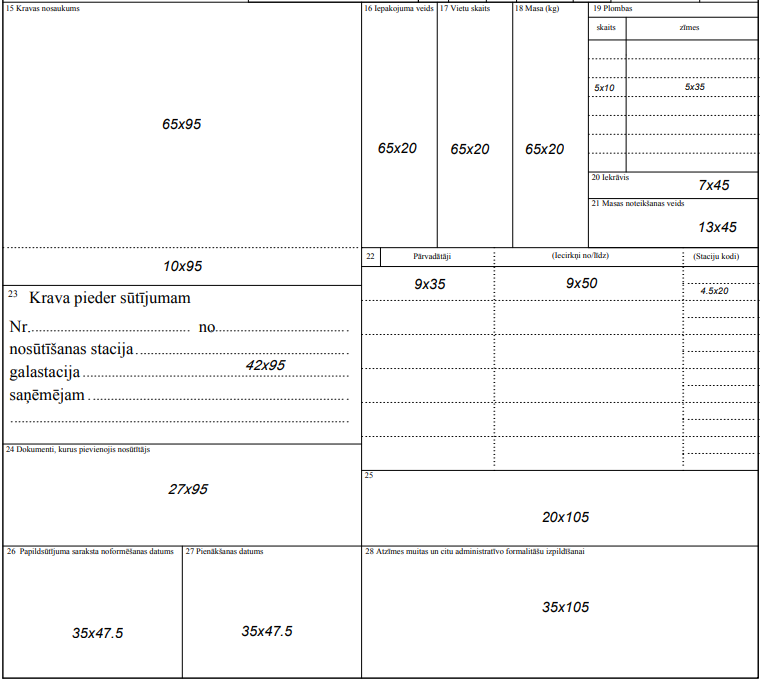 15 Kravas nosaukums
65x95
10x95
16 Iepakojuma veids
65x20
17 Vietu skaits
65x20
18 Masa (kg)
65x20
19 Plombas
skaits zīmes
5x10 5x35
20 Iekrāvis
7x45
21 Masas noteikšanas veids
13x45
22 Pārvadātāji (Iecirkņi no/līdz) (Staciju kodi)
9x35 9x50 4.5x20
23 Krava pieder sūtījumam
Nr. no
nosūtīšanas stacija
galastacija 42x95
saņēmējam
24 Dokumenti, kurus pievienojis nosūtītājs
27x95
25
20x105
26 Papildsūtījuma saraksta noformēšanas datums
35x47.5
27 Pienākšanas datums
35x47.5
28 Atzīmes muitas un citu administratīvo formalitāšu izpildīšanai
35x105